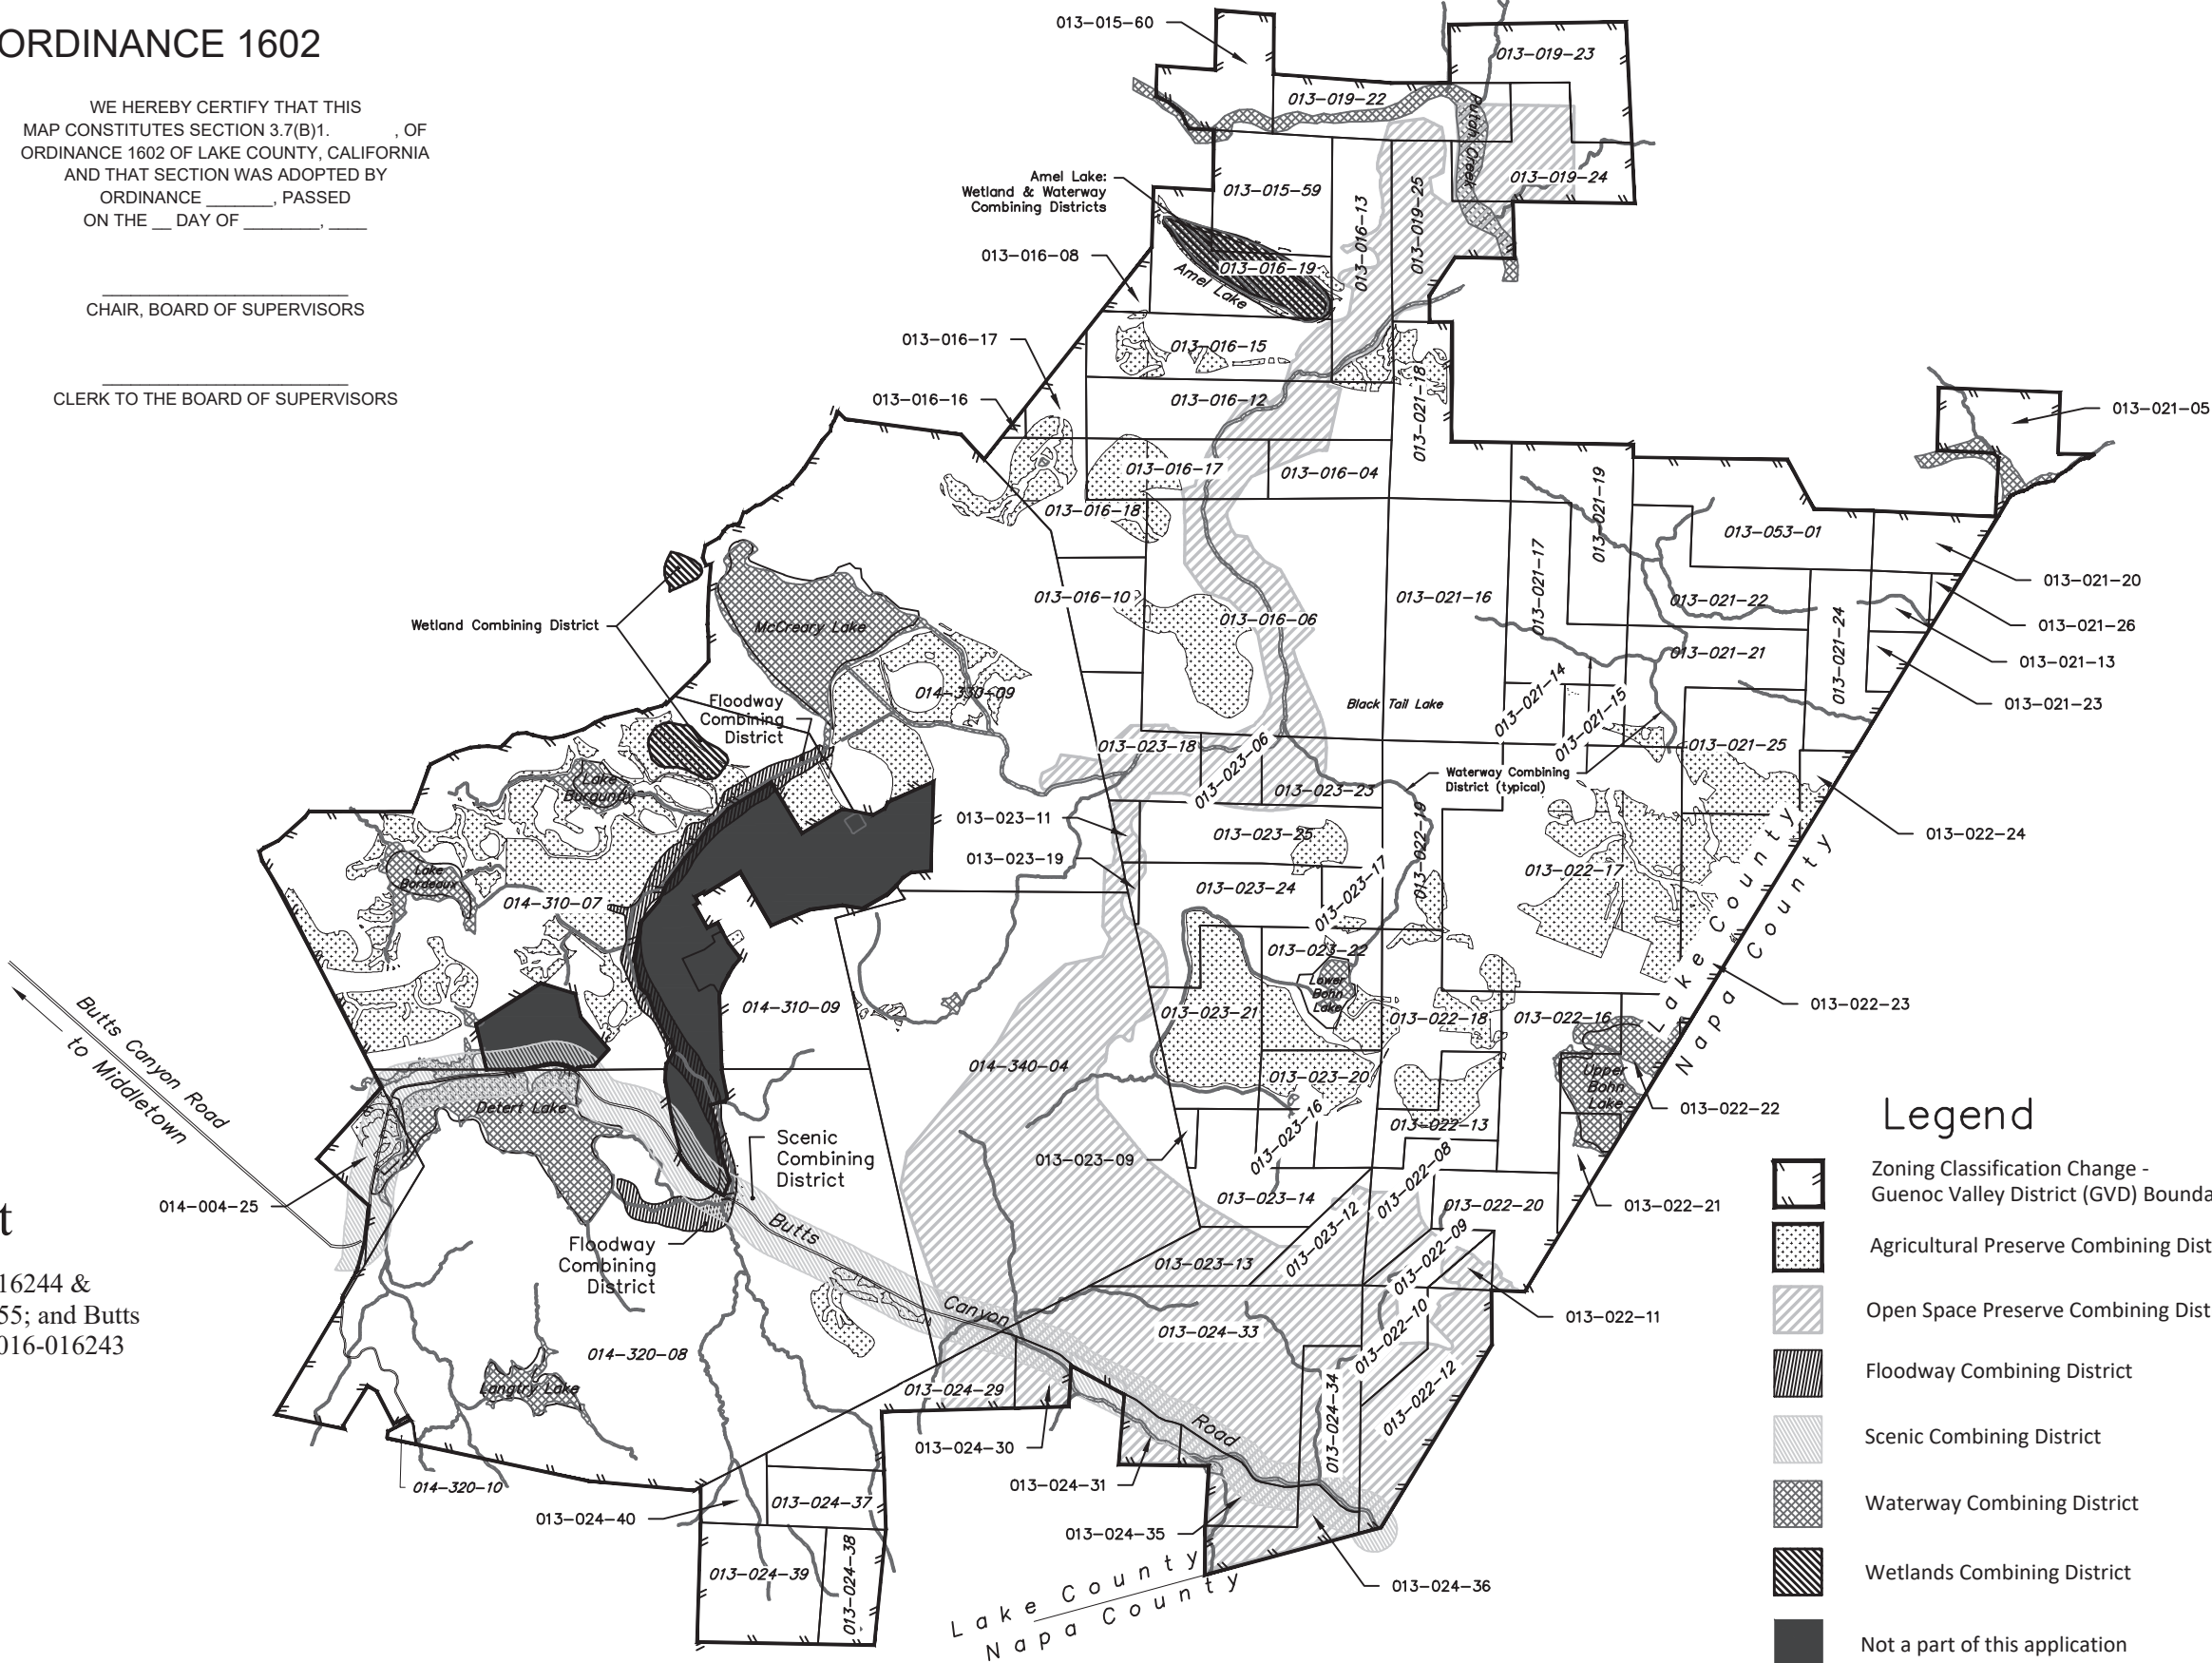 ORDINANCE 1602
WE HEREBY CERTIFY THAT THIS
MAP CONSTITUTES SECTION 3.7(B)1. , OF
ORDINANCE 1602 OF LAKE COUNTY, CALIFORNIA
AND THAT SECTION WAS ADOPTED BY
ORDINANCE _______, PASSED
ON THE __ DAY OF ________, ____
CHAIR, BOARD OF SUPERVISORS
CLERK TO THE BOARD OF SUPERVISORS
013-015-60
013-019-23
013-019-22
Putah Creek
013-019-24
Amel Lake:
Wetland & Waterway
Combining Districts
013-015-59
013-016-13
013-019-25
013-016-08
013-016-19
Amel Lake
013-016-17
013-016-15
013-021-18
013-016-16
013-016-12
013-021-05
013-016-17
013-016-04
013-021-19
013-016-18
013-053-01
013-021-17
013-021-20
013-016-10
013-021-16
013-021-22
013-021-24
013-021-26
Wetland Combining District
McCreary Lake
013-016-06
013-021-21
013-021-13
014-330-09
013-021-14
013-021-15
013-021-23
Floodway
Combining
District
Black Tail Lake
013-023-18
013-023-06
013-021-25
Lake
Burgundy
013-023-23
Waterway Combining
District (typical)
013-023-11
013-023-25
013-022-19
013-022-24
013-023-19
013-023-24
013-023-17
013-022-17
Lake
Bordeaux
014-310-07
013-023-22
Lake County
Napa County
Lower
Bohn
Lake
014-310-09
013-023-21
013-022-18
013-022-16
013-022-23
Butts Canyon Road
to Middletown
014-340-04
013-023-20
Upper
Bohn
Lake
Detert Lake
013-023-16
013-022-13
013-022-22
Scenic
Combining
District
013-023-09
013-022-08
014-004-25
013-023-14
013-023-12
013-022-20
013-022-21
Butts
Floodway
Combining
District
013-023-13
013-022-09
t
16244 &
55; and Butts
016-016243
Canyon
013-024-33
013-022-10
013-022-11
014-320-08
Langtry Lake
013-024-29
013-024-34
013-022-12
013-024-30
Road
014-320-10
013-024-31
013-024-40
013-024-37
013-024-35
013-024-39
013-024-38
013-024-36
Lake County
Napa County
Legend
Zoning Classification Change -
Guenoc Valley District (GVD) Bounda
Agricultural Preserve Combining Dist
Open Space Preserve Combining Dist
Floodway Combining District
Scenic Combining District
Waterway Combining District
Wetlands Combining District
Not a part of this application